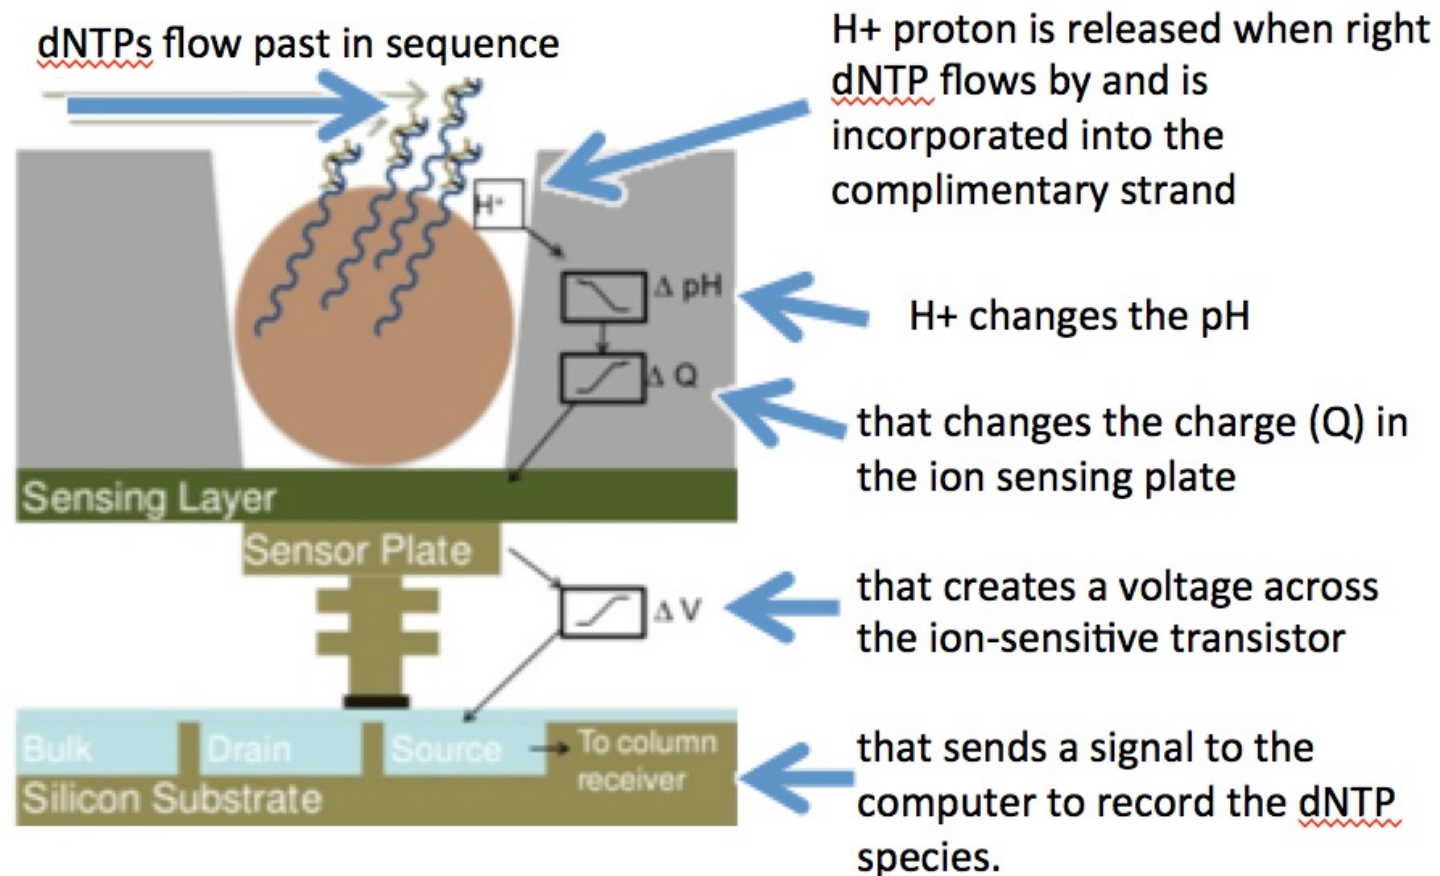 dNTPs flow past in sequence
H+ proton is released when right
dNTP flows by and is
incorporated into the
complimentary strand
H+
Δ pH
H+ changes the pH
Δ Q
that changes the charge (Q) in
the ion sensing plate
Sensing Layer
Sensor Plate
Δ V
that creates a voltage across
the ion-sensitive transistor
Bulk
Drain
Source
To column
receiver
Silicon Substrate
that sends a signal to the
computer to record the dNTP
species.